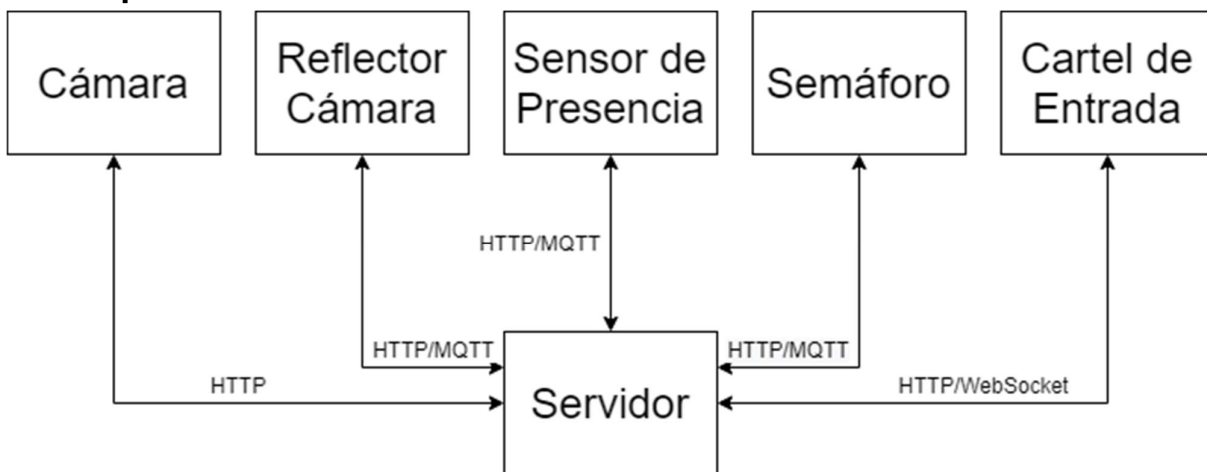 Cámara
Reflector
Cámara
Sensor de
Presencia
Semáforo
Cartel de
Entrada
HTTP/MQTT
HTTP/MQTT
HTTP/MQTT
HTTP
HTTP/WebSocket
Servidor